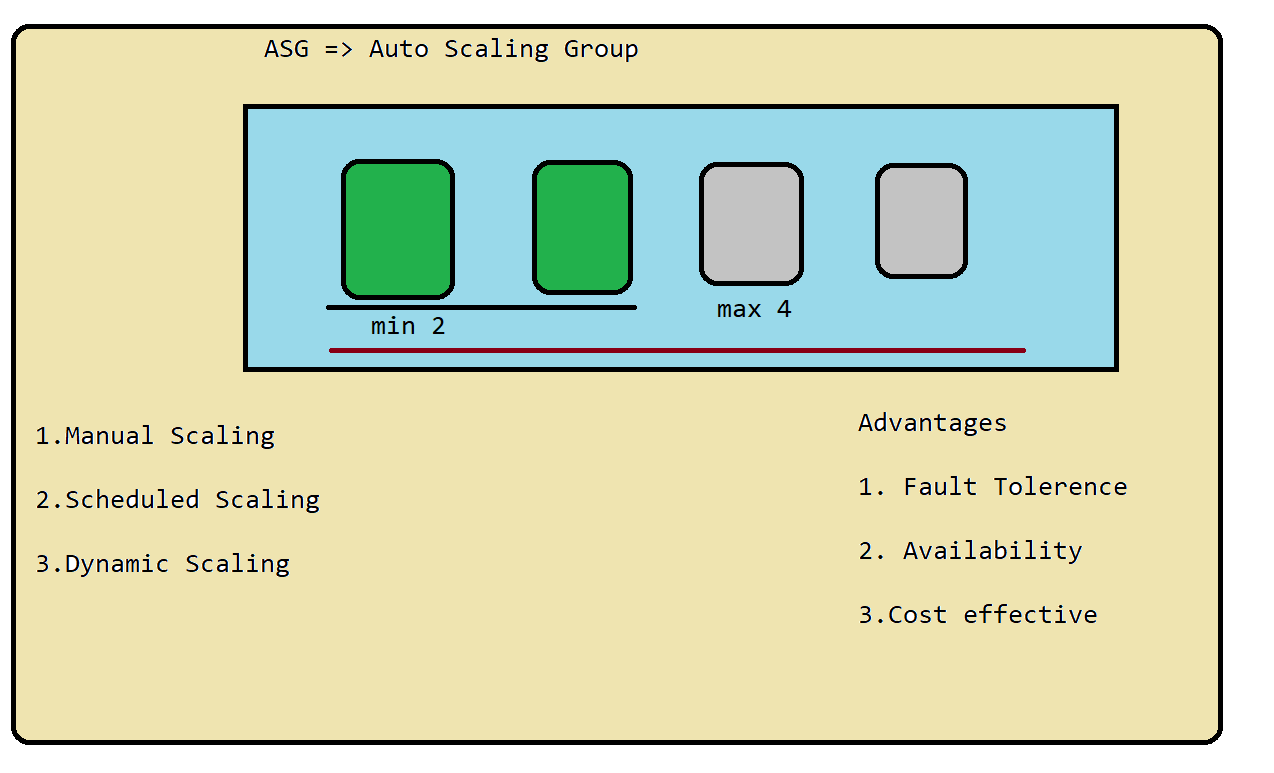 ASG => Auto Scaling Group
min 2
max 4
1.Manual Scaling
2.Scheduled Scaling
3.Dynamic Scaling
Advantages
1. Fault Tolerence
2. Availability
3.Cost effective